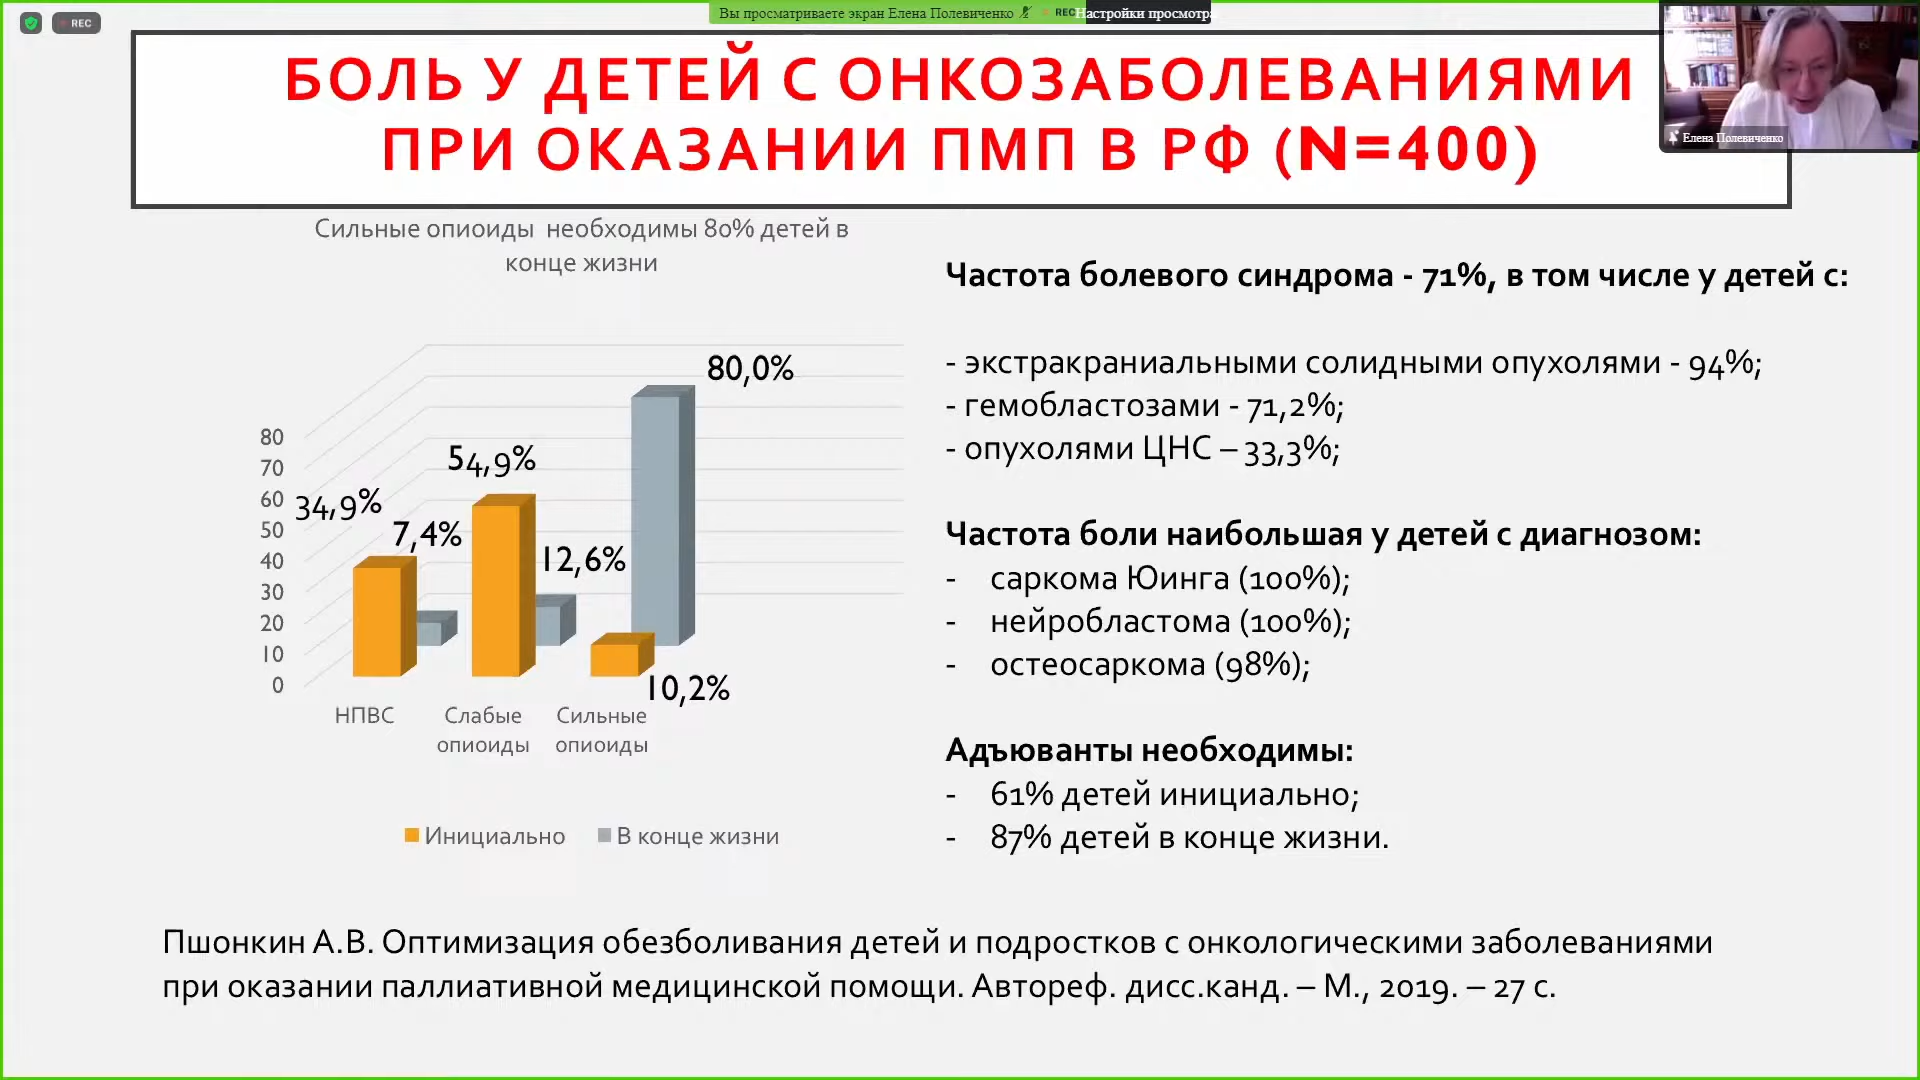 REC
Вы просматриваете экран Елена Полевиченко
REC
Настройки просмотра
БОЛЬ У ДЕТЕЙ С ОНКОЗАБОЛЕВАНИЯМИ
ПРИ ОКАЗАНИИ ПМП В РФ (N=400)
Елена Полевиченко
Сильные опиоиды необходимы 80% детей в
конце жизни
80
70
60
50
40
30
20
10
0
34,9%
7,4%
54,9%
12,6%
80,0%
10,2%
НПВС
Слабые
опиоиды
Сильные
опиоиды
Инициально
В конце жизни
Частота болевого синдрома - 71%, в том числе у детей с:
- экстракраниальными солидными опухолями - 94%;
- гемобластозами - 71,2%;
- опухолями ЦНС – 33,3%;
Частота боли наибольшая у детей с диагнозом:
- саркома Юинга (100%);
- нейробластома (100%);
- остеосаркома (98%);
Адъюванты необходимы:
- 61% детей инициально;
- 87% детей в конце жизни.
Пшонкин А.В. Оптимизация обезболивания детей и подростков с онкологическими заболеваниями
при оказании паллиативной медицинской помощи. Автореф. дисс.канд. – М., 2019. – 27 с.